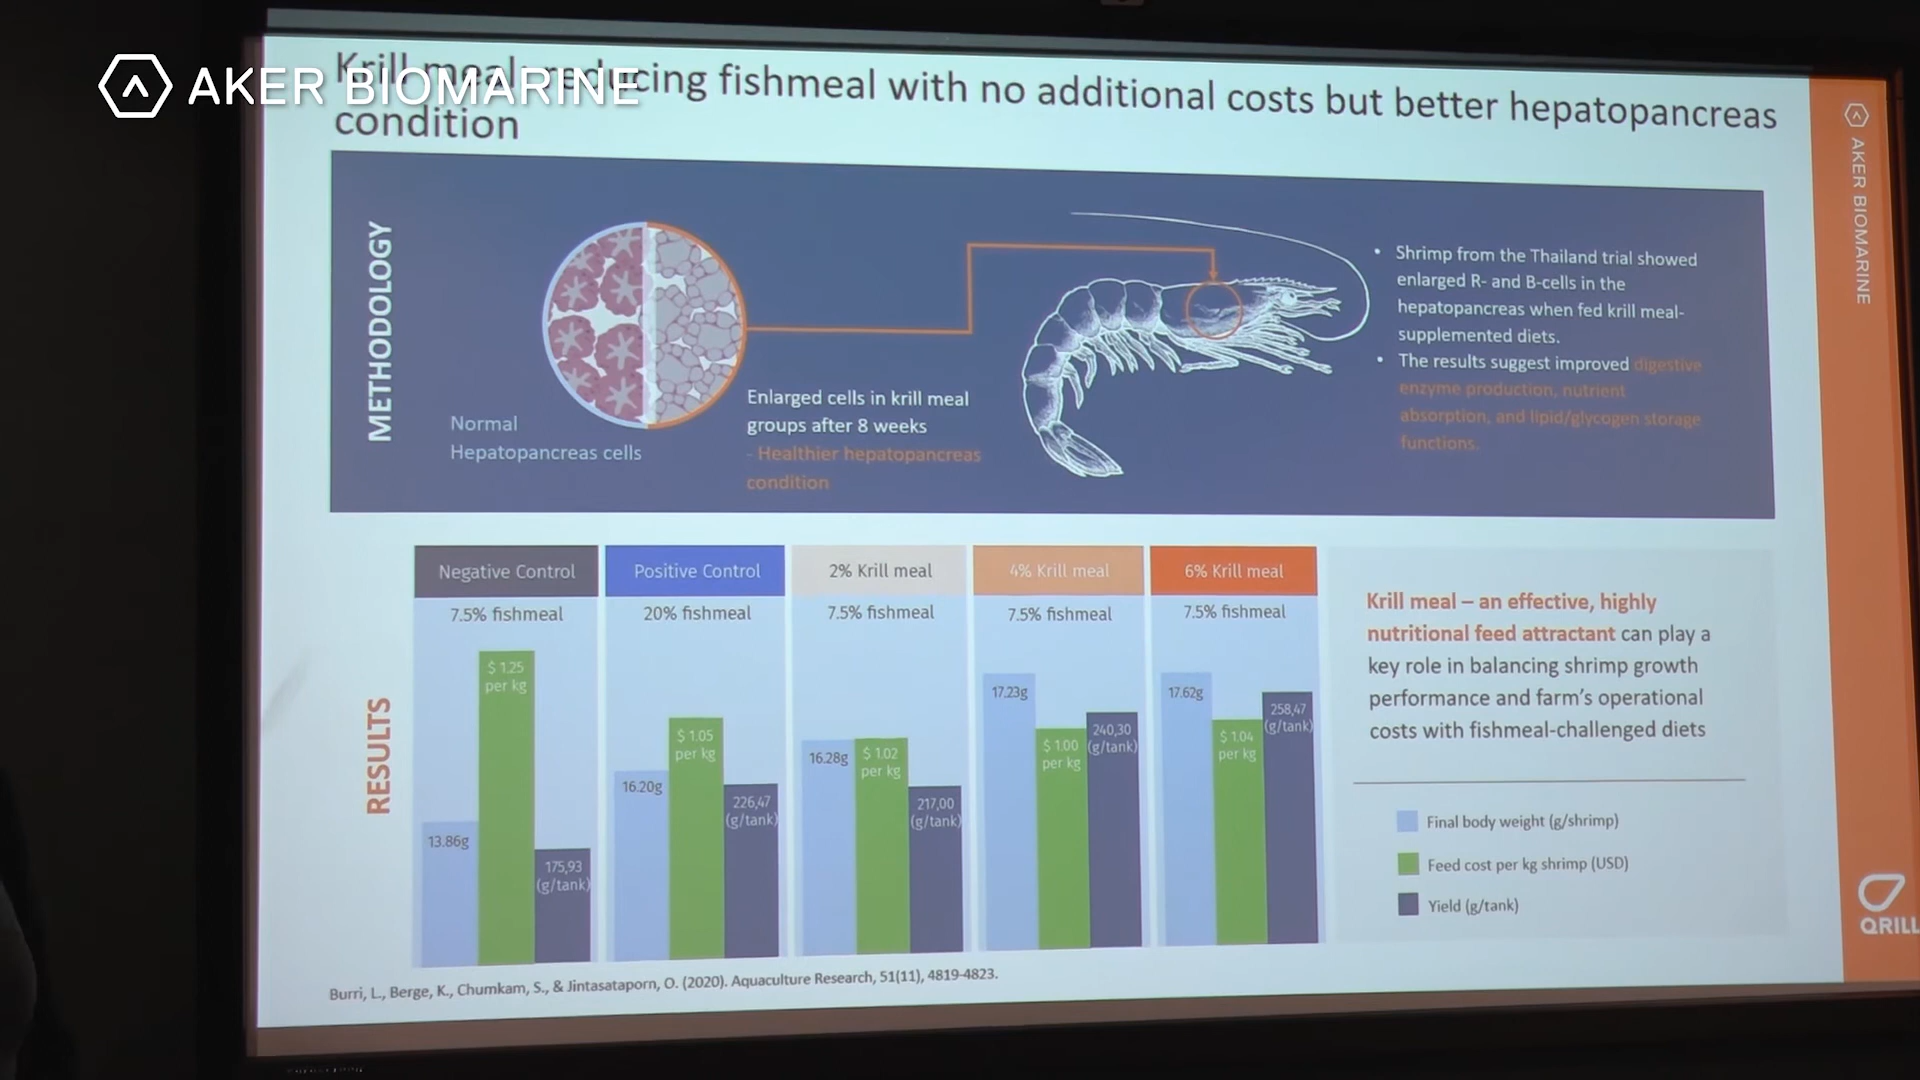 AKER BIOMARINE
Krill meal: reducing fishmeal with no additional costs but better hepatopancreas
condition
AKER BIOMARINE
METHODOLOGY
Normal
Hepatopancreas cells
Enlarged cells in krill meal
groups after 8 weeks
- Healthier hepatopancreas
condition
• Shrimp from the Thailand trial showed
enlarged R- and B-cells in the
hepatopancreas when fed krill meal-
supplemented diets.
• The results suggest improved digestive
enzyme production, nutrient
absorption, and lipid/glycogen storage
functions.
RESULTS
Negative Control
7.5% fishmeal
13.86g
$ 1.25
per kg
175,93
(g/tank)
Positive Control
20% fishmeal
16.20g
$ 1.05
per kg
226,47
(g/tank)
2% Krill meal
7.5% fishmeal
16.28g
$ 1.02
per kg
217,00
(g/tank)
4% Krill meal
7.5% fishmeal
17.23g
$ 1.00
per kg
240,30
(g/tank)
6% Krill meal
7.5% fishmeal
17.62g
$ 1.04
per kg
258,47
(g/tank)
Krill meal – an effective, highly
nutritional feed attractant can play a
key role in balancing shrimp growth
performance and farm's operational
costs with fishmeal-challenged diets
Final body weight (g/shrimp)
Feed cost per kg shrimp (USD)
Yield (g/tank)
QRILL
Burri, L., Berge, K., Chumkam, S., & Jintasataporn, O. (2020). Aquaculture Research, 51(11), 4819-4823.